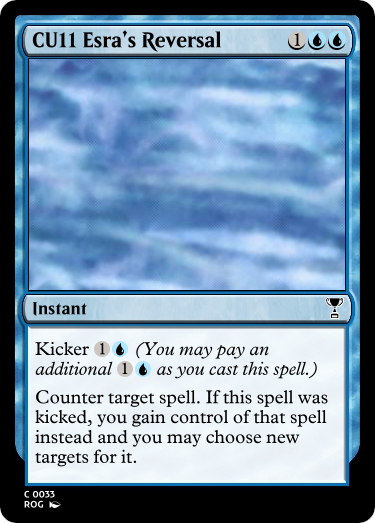 CU11 Esra's Reversal 1
Instant
Kicker 1 (You may pay an
additional 1 as you cast this spell.)
Counter target spell. If this spell was
kicked, you gain control of that spell
instead and you may choose new
targets for it.
C 0033
ROG